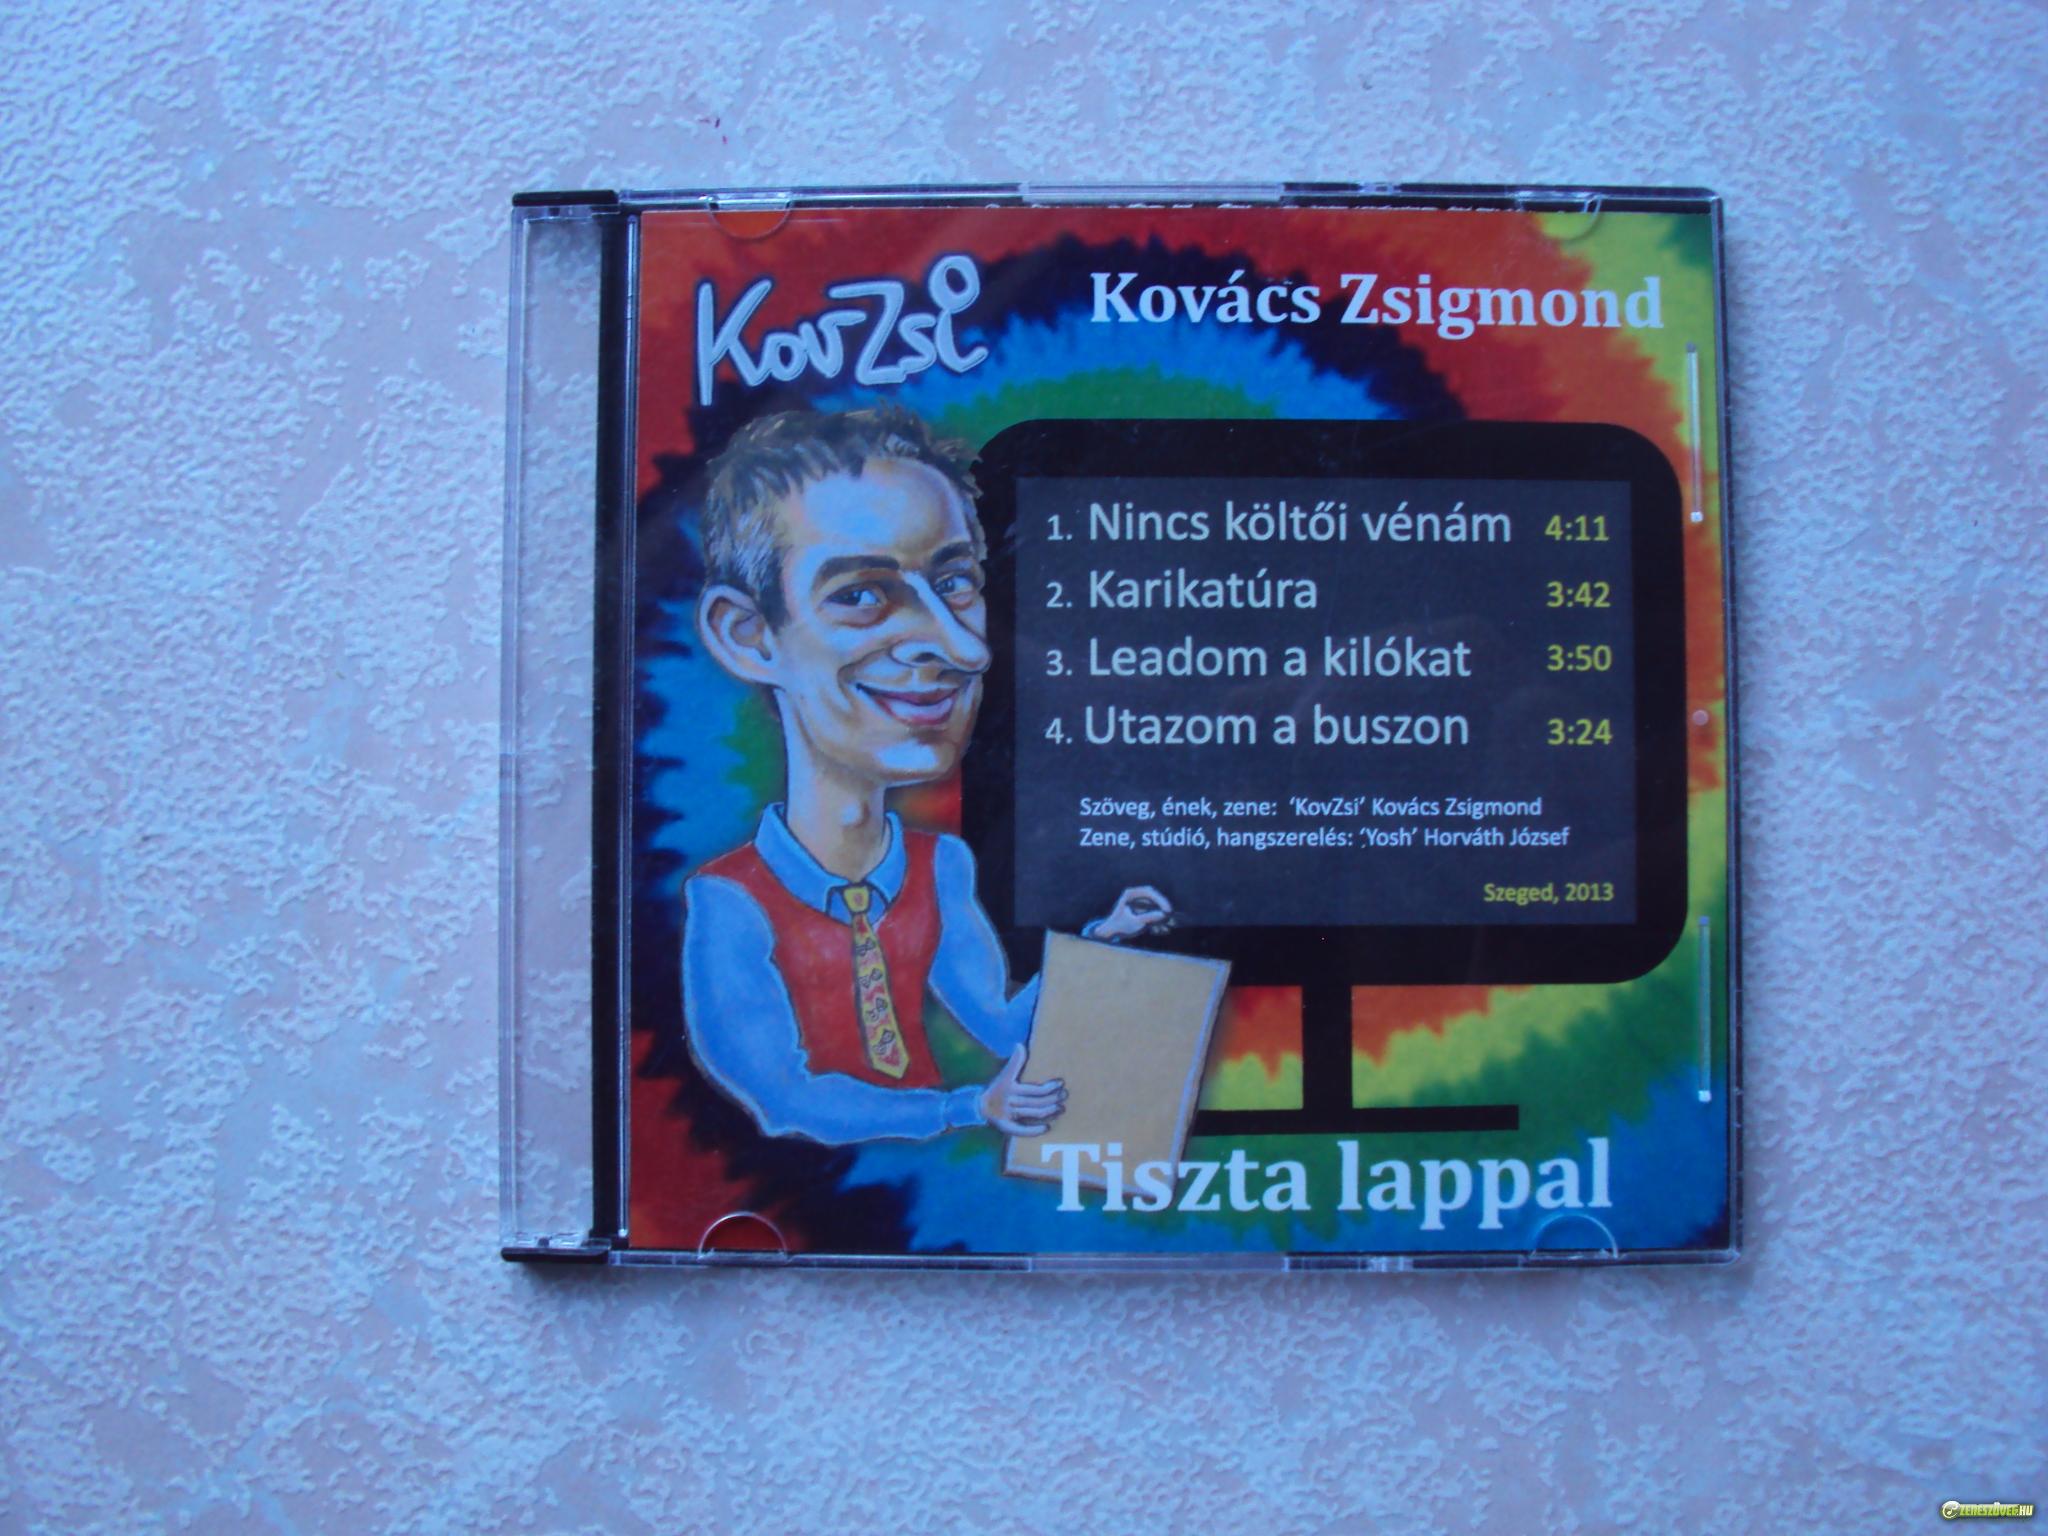 KovZsi
Kovács Zsigmond
1. Nincs költői vénám 4:11
2. Karikatúra 3:42
3. Leadom a kilókat 3:50
4. Utazom a buszon 3:24
Szöveg, ének, zene: ‘KovZsi’ Kovács Zsigmond
Zene, stúdió, hangszerelés: ‘Yosh’ Horváth József
Szeged, 2013
Tiszta lappal
ZENESZÖVEG.HU